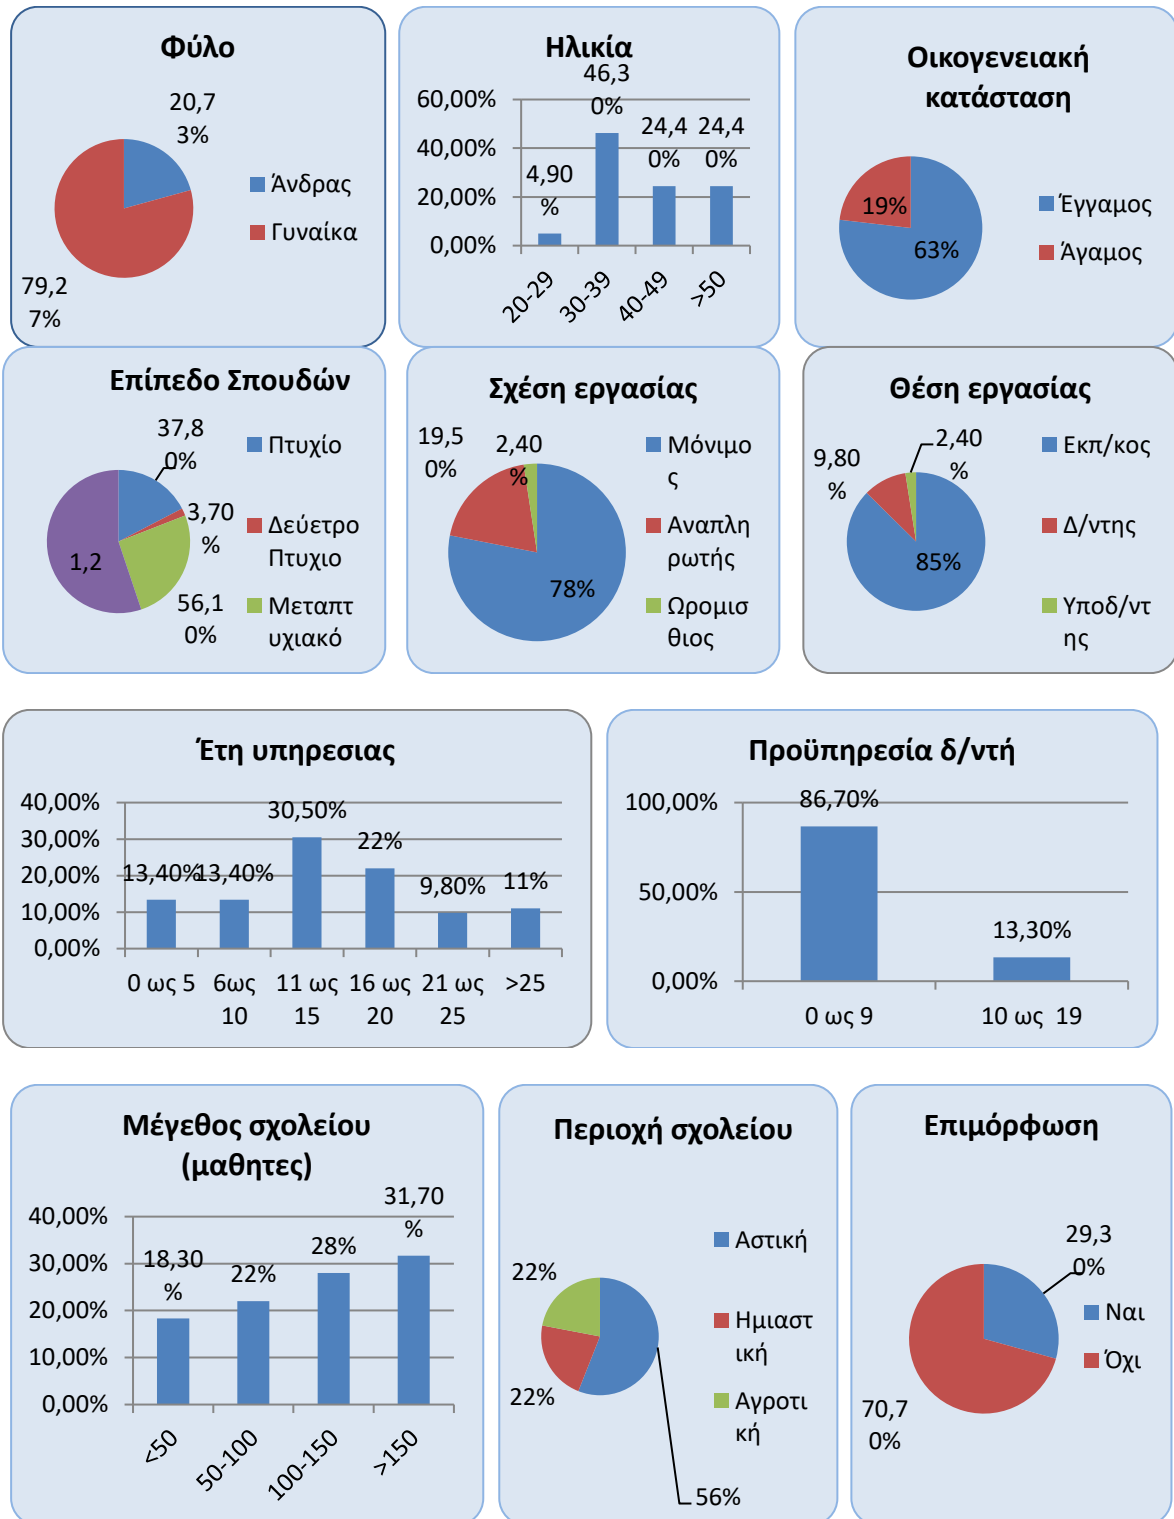 Φύλο
20,7
3%
79,2
7%
Άνδρας
Γυναίκα
Ηλικία
60,00%
40,00%
20,00%
0,00%
4,90
%
46,3
0%
24,4
0%
24,4
0%
20-29
30-39
40-49
>50
Οικογενειακή
κατάσταση
19%
63%
Έγγαμος
Άγαμος
Επίπεδο Σπουδών
37,8
0%
3,70
%
56,1
0%
1,2
Πτυχίο
Δεύετρο
Πτυχιο
Μεταπτ
υχιακό
Σχέση εργασίας
19,5
0%
2,40
%
78%
Μόνιμο
ς
Αναπλη
ρωτής
Ωρομισ
θιος
Θέση εργασίας
9,80
%
2,40
%
85%
Εκπ/κος
Δ/ντης
Υποδ/ντ
ης
Έτη υπηρεσιας
40,00%
30,00%
20,00%
10,00%
0,00%
13,40%
13,40%
30,50%
22%
9,80%
11%
0 ως 5
6ως
10
11 ως
15
16 ως
20
21 ως
25
>25
Προϋπηρεσία δ/ντή
100,00%
50,00%
0,00%
86,70%
13,30%
0 ως 9
10 ως 19
Μέγεθος σχολείου
(μαθητες)
40,00%
30,00%
20,00%
10,00%
0,00%
18,30
%
22%
28%
31,70
%
<50
50-100
100-150
>150
Περιοχή σχολείου
22%
22%
56%
Αστική
Ημιαστ
ική
Αγροτι
κή
Επιμόρφωση
29,3
0%
70,7
0%
Ναι
Όχι